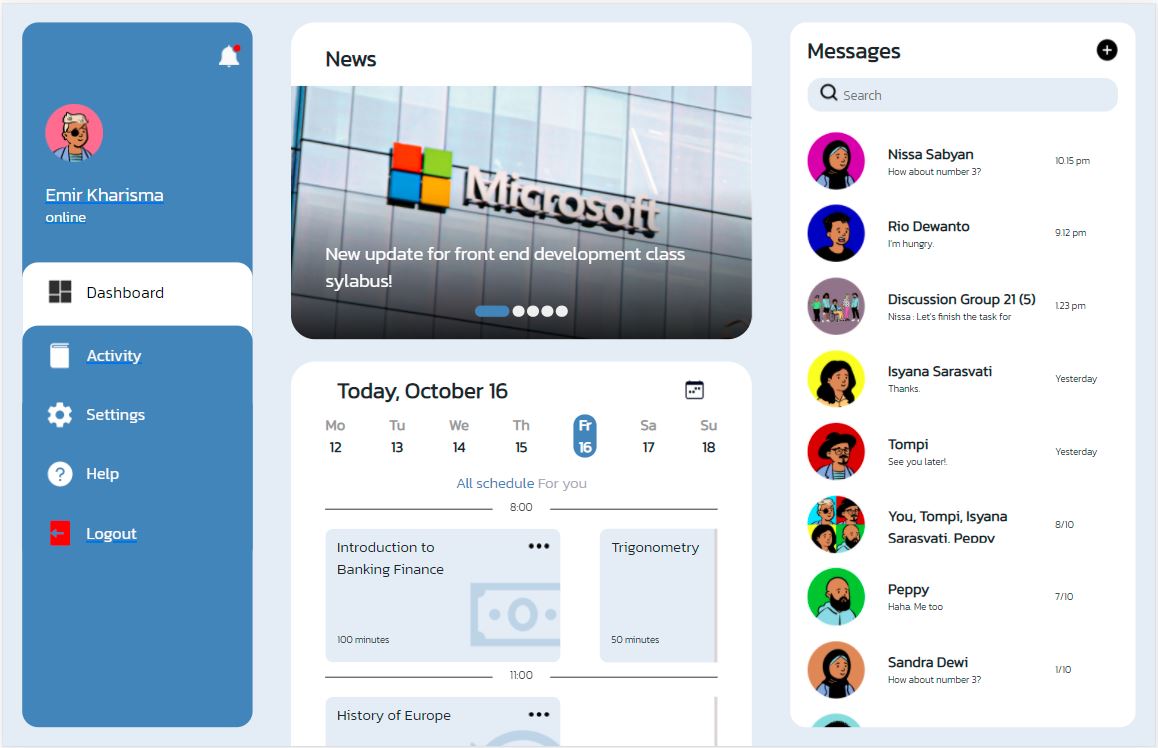 Emir Kharisma
online
Dashboard
Activity
Settings
Help
Logout
News
Microsoft
New update for front end development class
sylabus!
Today, October 16
Mo Tu We Th Fr Sa Su
12 13 14 15 16 17 18
All schedule For you
8:00
Introduction to
Banking Finance
100 minutes
Trigonometry
50 minutes
11:00
History of Europe
Messages
Search
Nissa Sabyan
How about number 3?
10.15 pm
Rio Dewanto
I'm hungry.
9.12 pm
Discussion Group 21 (5)
Nissa : Let's finish the task for
1.23 pm
Isyana Sarasvati
Thanks.
Yesterday
Tompi
See you later!.
Yesterday
You, Tompi, Isyana
Sarasvati, Peppy
8/10
Peppy
Haha. Me too
7/10
Sandra Dewi
How about number 3?
1/10